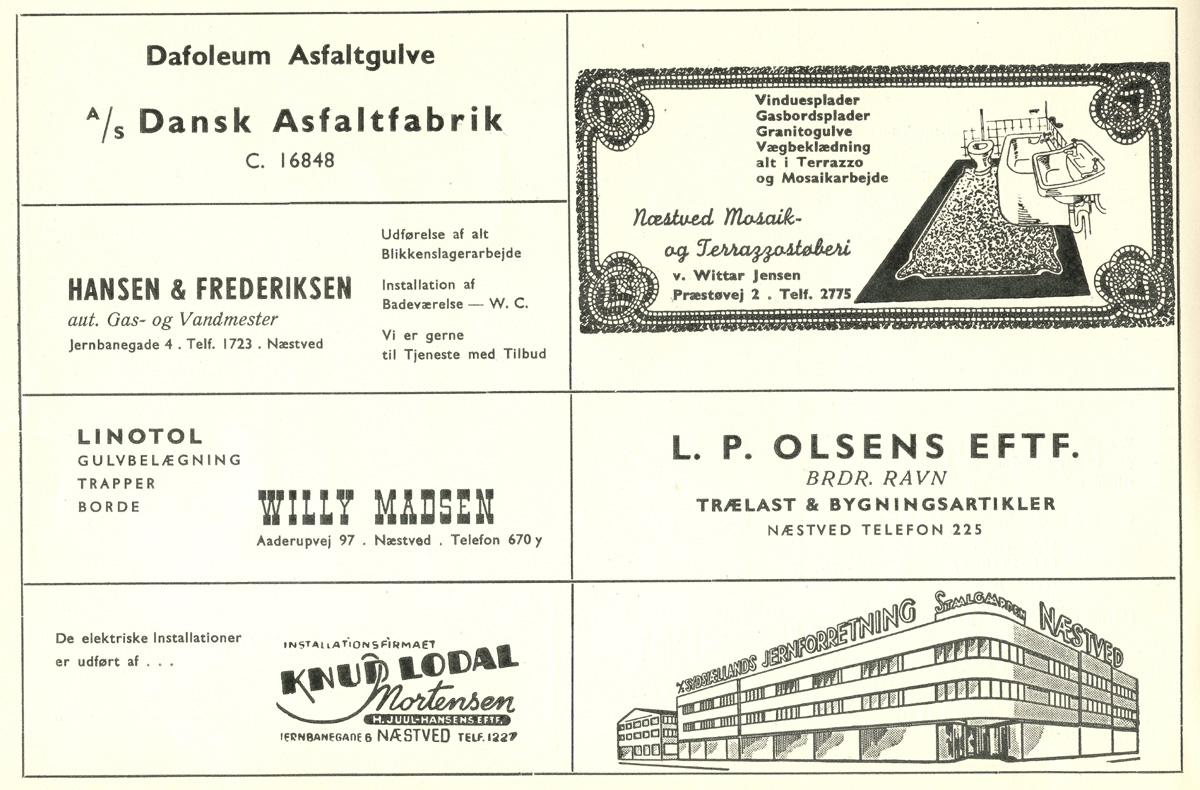 Dafoleum Asfaltgulve
A/S Dansk Asfaltfabrik
C. 16848
Vinduesplader
Gasbordsplader
Granitogulve
Vægbeklædning
alt i Terrazzo
og Mosaikarbejde
Næstved Mosaik-
og Terrazzostøberi
v. Wittar Jensen
Præstøvej 2 . Telf. 2775
HANSEN & FREDERIKSEN
aut. Gas- og Vandmester
Jernbanegade 4 . Telf. 1723 . Næstved
Udførelse af alt
Blikkenslagerarbejde
Installation af
Badeværelse — W. C.
Vi er gerne
til Tjeneste med Tilbud
LINOTOL
GULVBELÆGNING
TRAPPER
BORDE
WILLY MADSEN
Aaderupvej 97 . Næstved . Telefon 670 y
L. P. OLSENS EFTF.
BRDR. RAVN
TRÆLAST & BYGNINGSARTIKLER
NÆSTVED TELEFON 225
De elektriske Installationer
er udført af . . .
INSTALLATIONSFIRMAET
KNUD LODAL
Mortensen
H. JUUL-HANSENS EFTF.
JERNBANEGADE 6 NÆSTVED TELF. 1227
A/S SYDSJÆLLANDS JERNFORRETNING STAALGAARDEN NÆSTVED